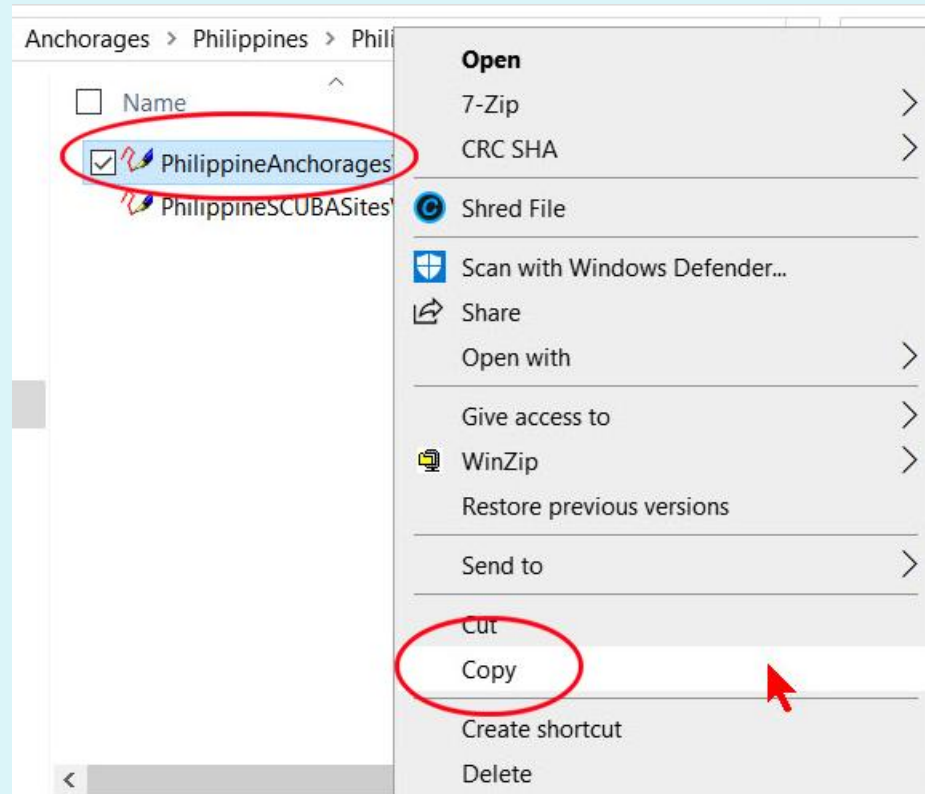 Anchorages > Philippines > Phili
Name
PhilippineAnchorages
PhilippineSCUBASites
Open
7-Zip
CRC SHA
Shred File
Scan with Windows Defender...
Share
Open with
Give access to
WinZip
Restore previous versions
Send to
Cut
Copy
Create shortcut
Delete